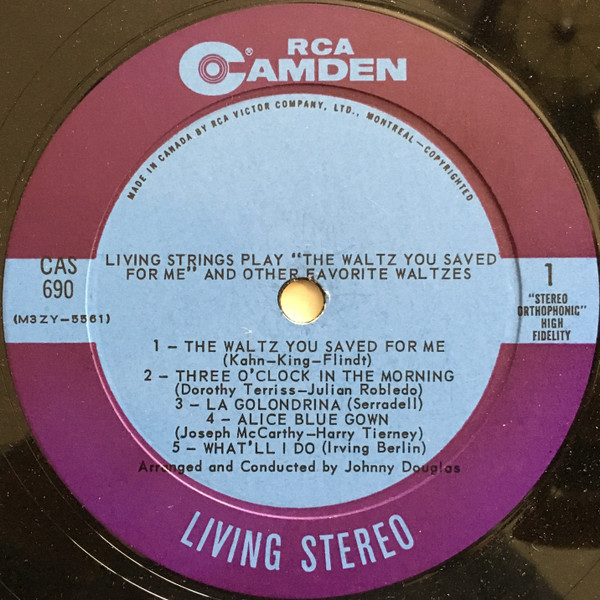 RCA
CAMDEN
®
MADE IN CANADA BY RCA VICTOR COMPANY, LTD., MONTREAL—COPYRIGHTED
LIVING STRINGS PLAY "THE WALTZ YOU SAVED
FOR ME" AND OTHER FAVORITE WALTZES
CAS
690
(M3ZY—5561)
1
"STEREO
ORTHOPHONIC"
HIGH
FIDELITY
1 — THE WALTZ YOU SAVED FOR ME
(Kahn—King—Flindt)
2 — THREE O'CLOCK IN THE MORNING
(Dorothy Terriss—Julian Robledo)
3 — LA GOLONDRINA (Serradell)
4 — ALICE BLUE GOWN
(Joseph McCarthy—Harry Tierney)
5 — WHAT'LL I DO (Irving Berlin)
Arranged and Conducted by Johnny Douglas
LIVING STEREO